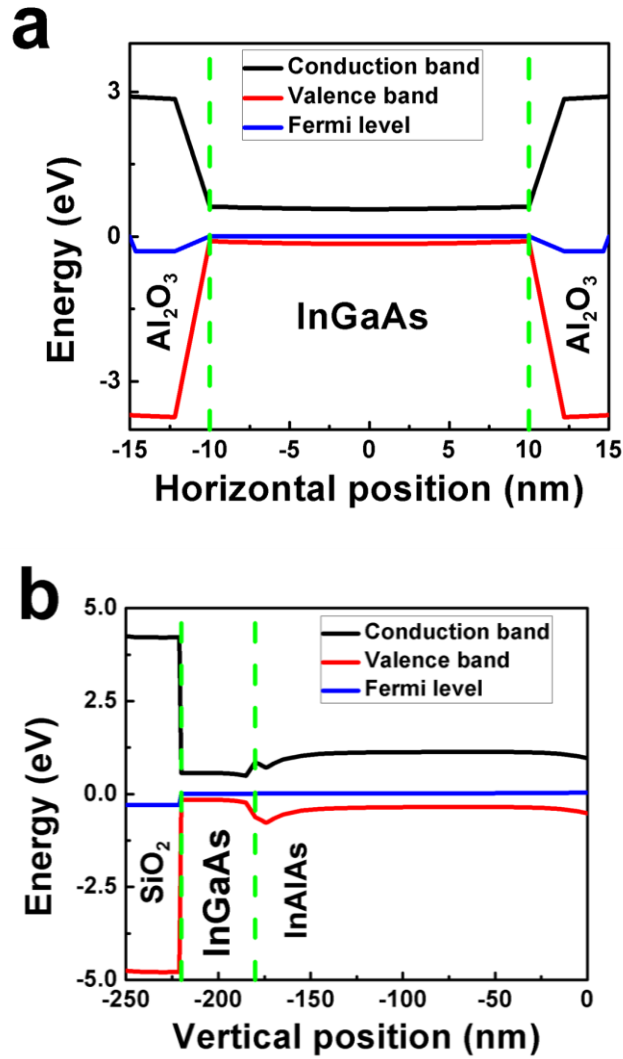 a
Conduction band
Valence band
Fermi level
3
0
-3
Energy (eV)
Al₂O₃
InGaAs
Al₂O₃
-15 -10 -5 0 5 10 15
Horizontal position (nm)
b
Conduction band
Valence band
Fermi level
5.0
2.5
0.0
-2.5
-5.0
Energy (eV)
SiO₂
InGaAs
InAlAs
-250 -200 -150 -100 -50 0
Vertical position (nm)